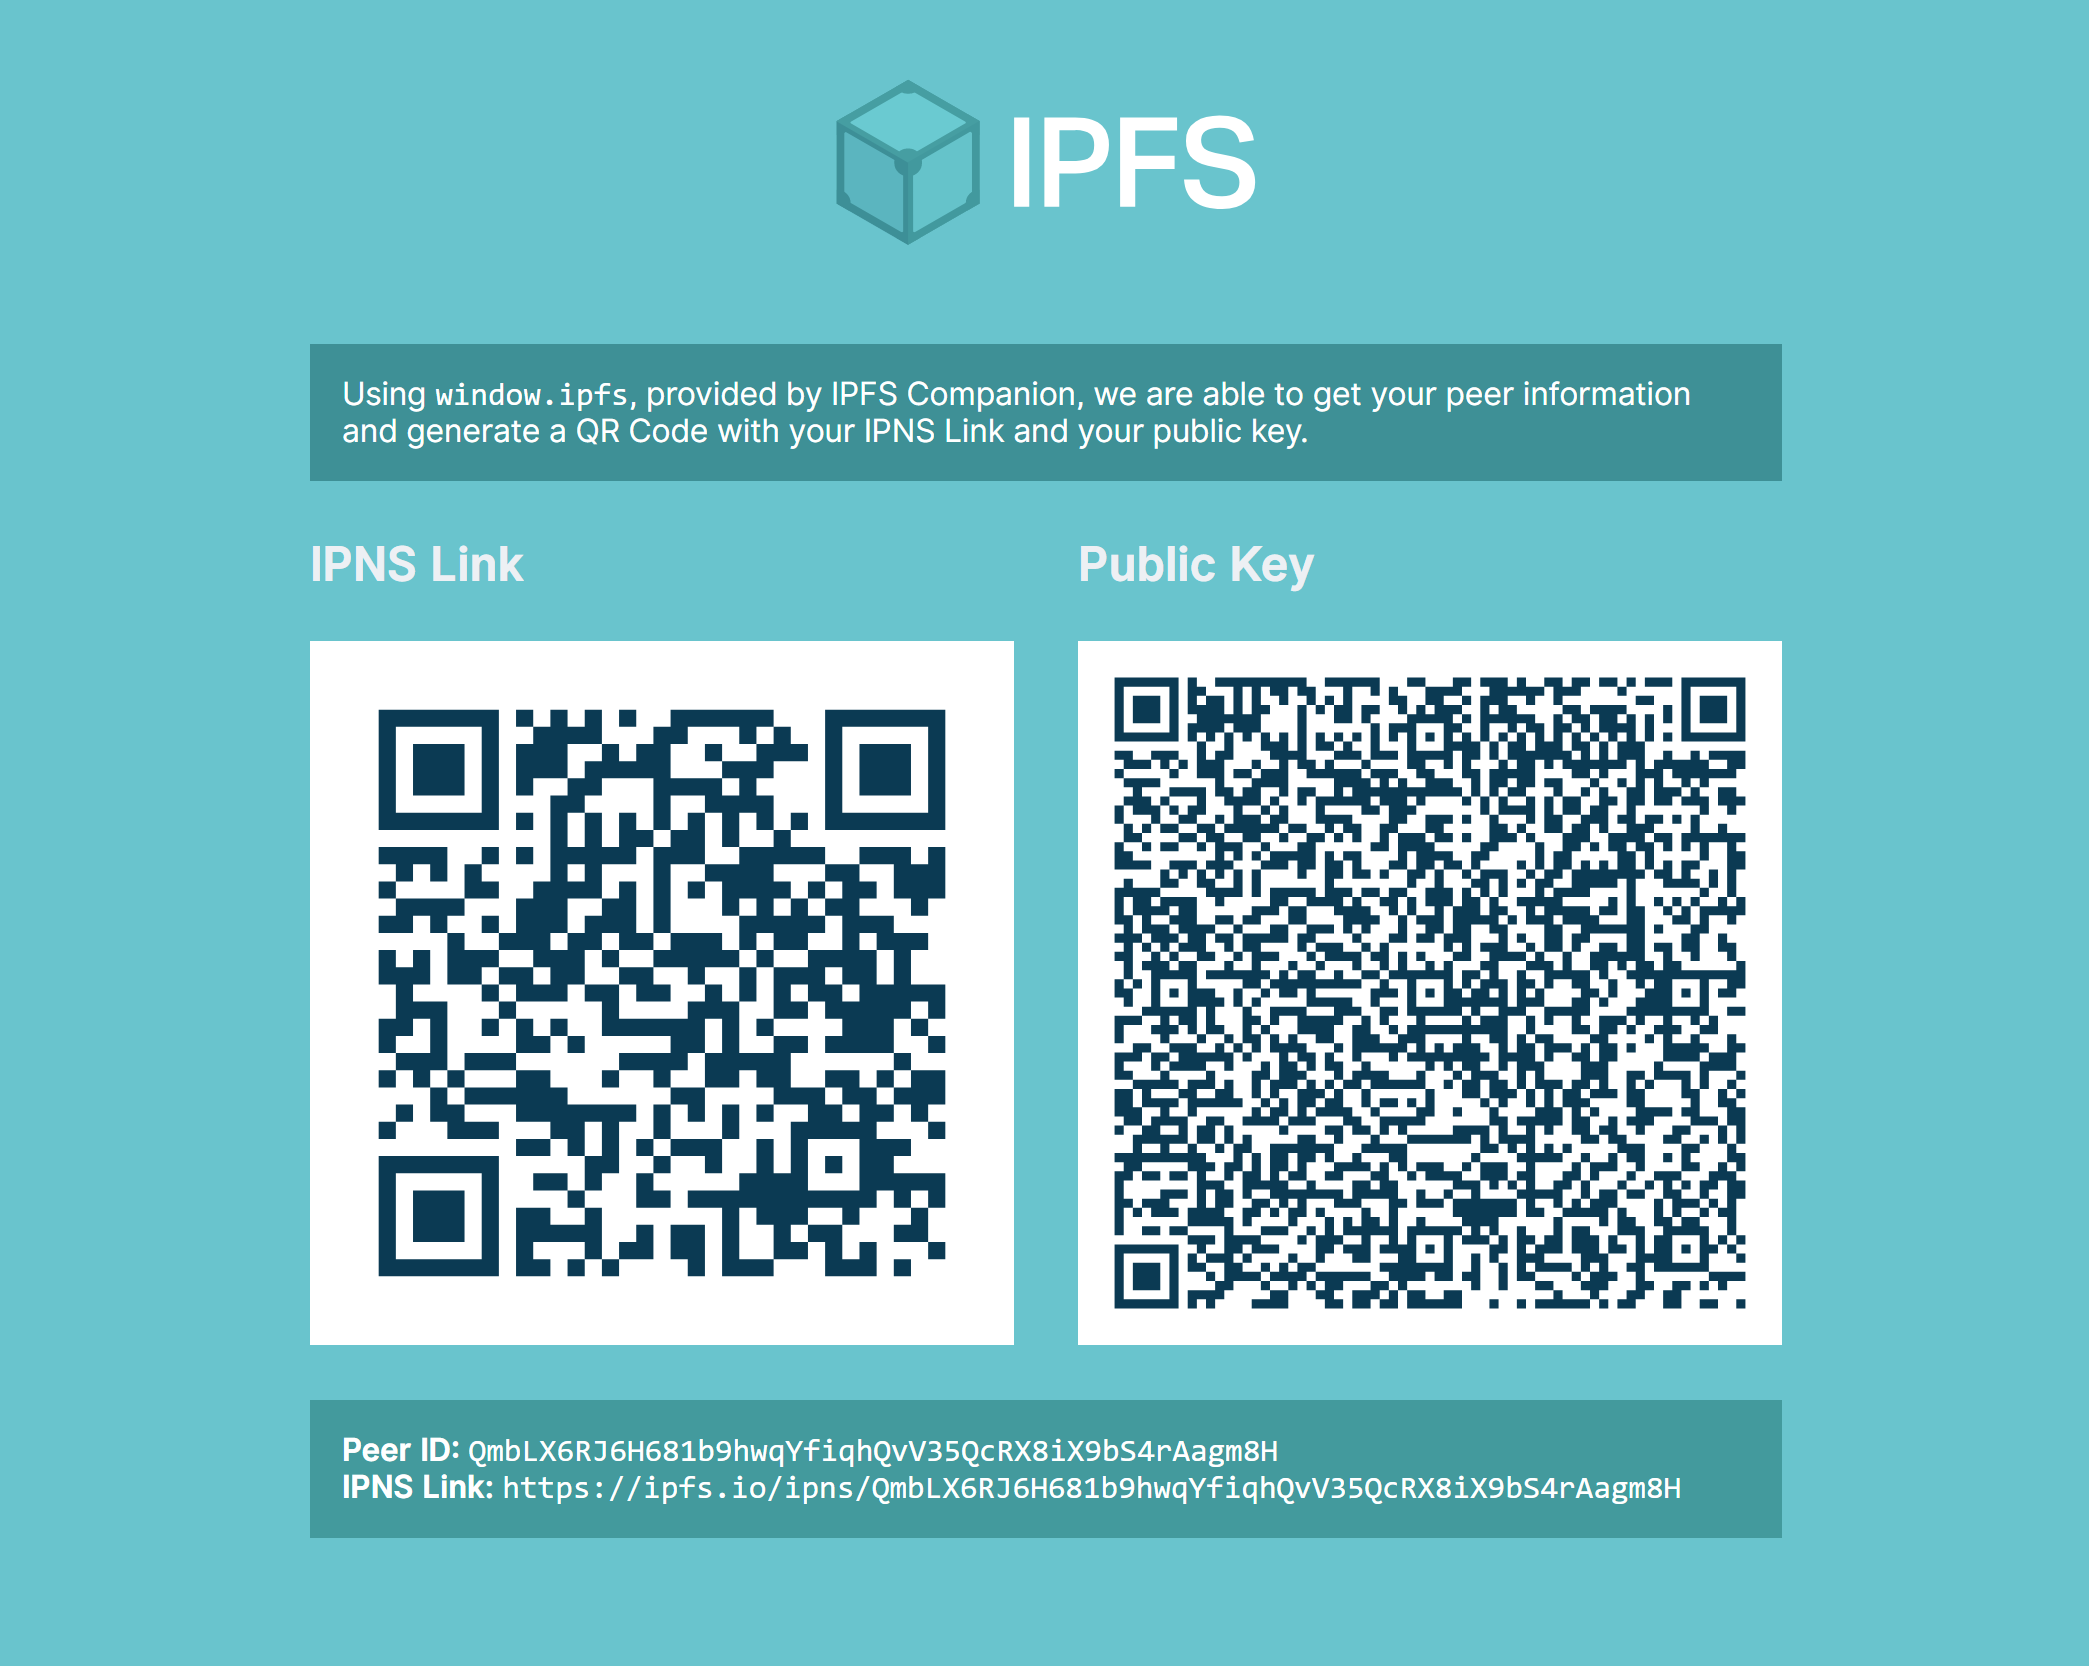 IPFS
Using window.ipfs, provided by IPFS Companion, we are able to get your peer information
and generate a QR Code with your IPNS Link and your public key.
IPNS Link
Public Key
Peer ID: QmbLX6RJ6H681b9hwqYfiqhQvV35QcRX8iX9bS4rAagm8H
IPNS Link: https://ipfs.io/ipns/QmbLX6RJ6H681b9hwqYfiqhQvV35QcRX8iX9bS4rAagm8H